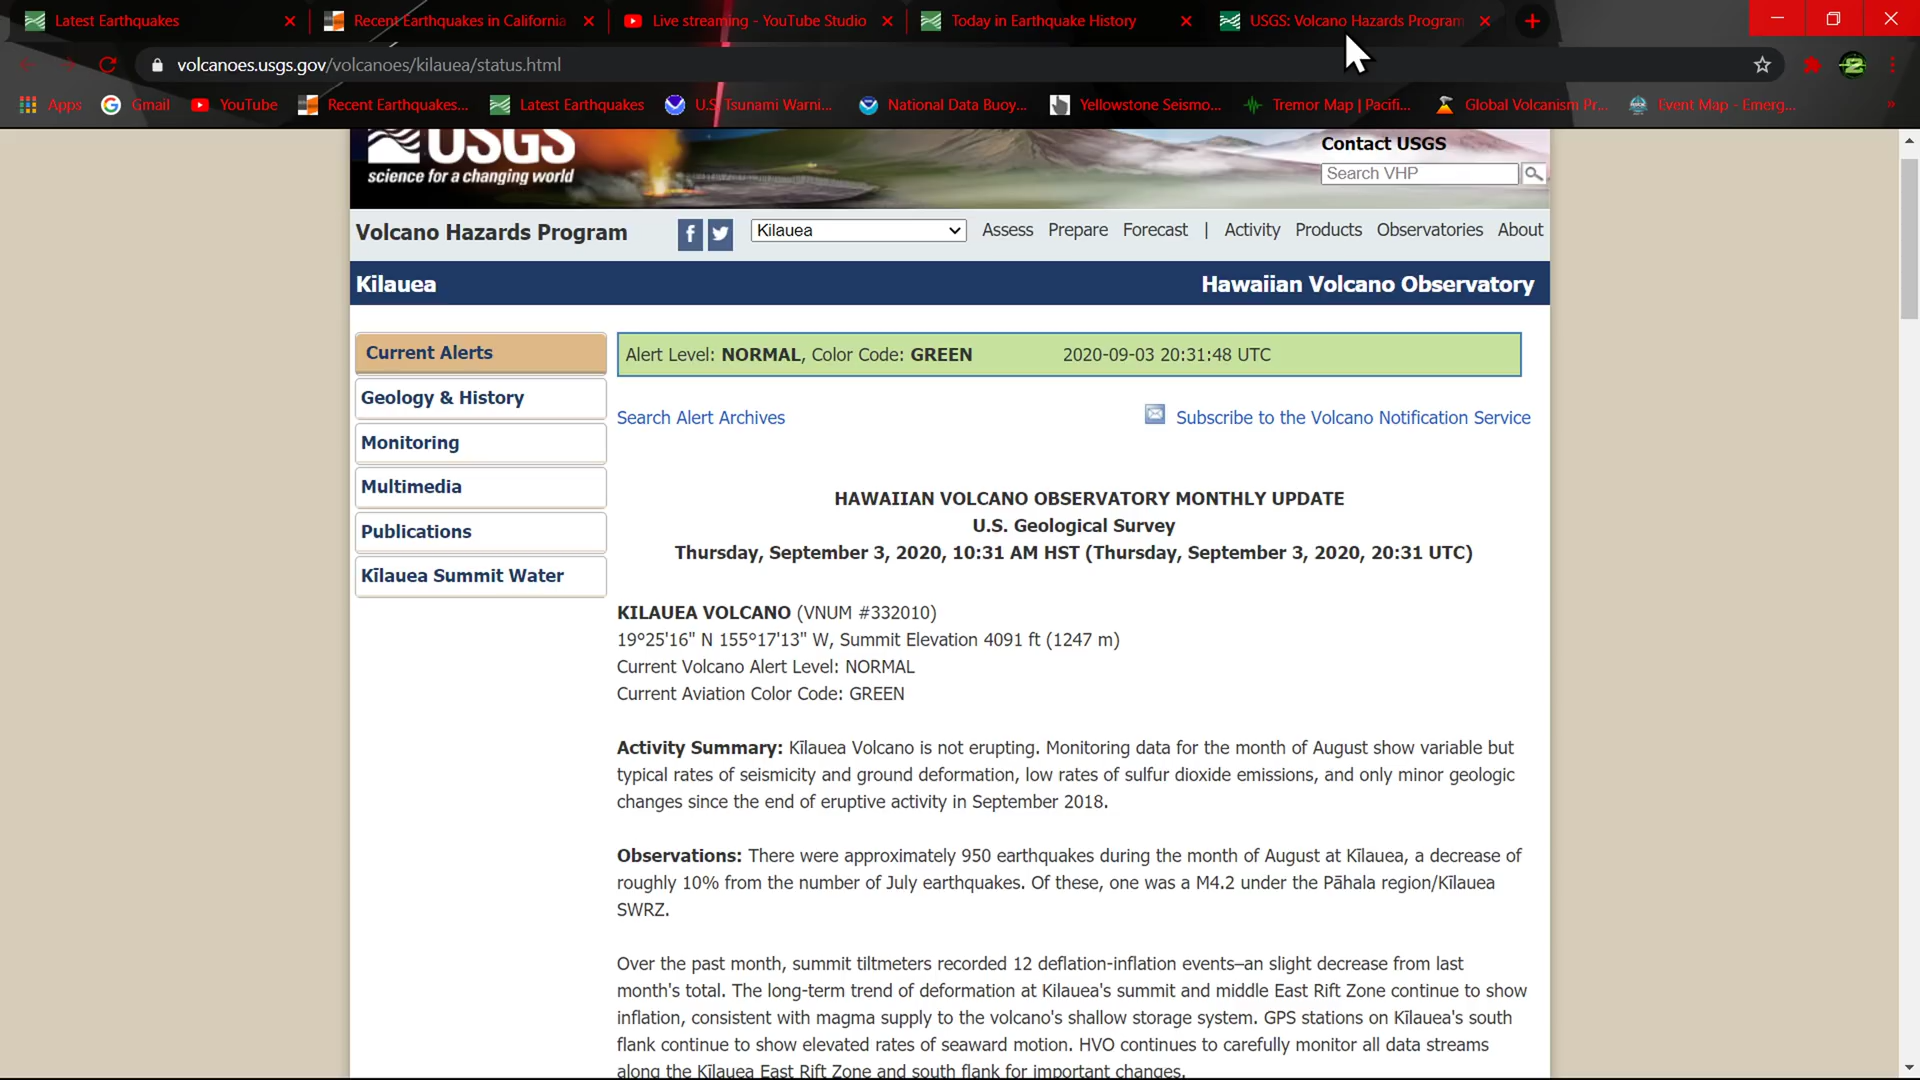 Latest Earthquakes
Recent Earthquakes in California
Live streaming - YouTube Studio
Today in Earthquake History
USGS: Volcano Hazards Program
volcanoes.usgs.gov/volcanoes/kilauea/status.html
Apps
Gmail
YouTube
Recent Earthquakes...
Latest Earthquakes
U.S. Tsunami Warni...
National Data Buoy...
Yellowstone Seismo...
Tremor Map | Pacifi...
Global Volcanism Pr...
Event Map - Emerg...
»
USGS
science for a changing world
Contact USGS
Search VHP
Volcano Hazards Program
Kilauea
Assess Prepare Forecast | Activity Products Observatories About
Kilauea
Hawaiian Volcano Observatory
Current Alerts
Geology & History
Monitoring
Multimedia
Publications
Kīlauea Summit Water
Alert Level: NORMAL, Color Code: GREEN 2020-09-03 20:31:48 UTC
Search Alert Archives
Subscribe to the Volcano Notification Service
HAWAIIAN VOLCANO OBSERVATORY MONTHLY UPDATE
U.S. Geological Survey
Thursday, September 3, 2020, 10:31 AM HST (Thursday, September 3, 2020, 20:31 UTC)
KILAUEA VOLCANO (VNUM #332010)
19°25'16" N 155°17'13" W, Summit Elevation 4091 ft (1247 m)
Current Volcano Alert Level: NORMAL
Current Aviation Color Code: GREEN
Activity Summary: Kīlauea Volcano is not erupting. Monitoring data for the month of August show variable but
typical rates of seismicity and ground deformation, low rates of sulfur dioxide emissions, and only minor geologic
changes since the end of eruptive activity in September 2018.
Observations: There were approximately 950 earthquakes during the month of August at Kīlauea, a decrease of
roughly 10% from the number of July earthquakes. Of these, one was a M4.2 under the Pāhala region/Kīlauea
SWRZ.
Over the past month, summit tiltmeters recorded 12 deflation-inflation events–an slight decrease from last
month's total. The long-term trend of deformation at Kīlauea's summit and middle East Rift Zone continue to show
inflation, consistent with magma supply to the volcano's shallow storage system. GPS stations on Kīlauea's south
flank continue to show elevated rates of seaward motion. HVO continues to carefully monitor all data streams
along the Kīlauea East Rift Zone and south flank for important changes.